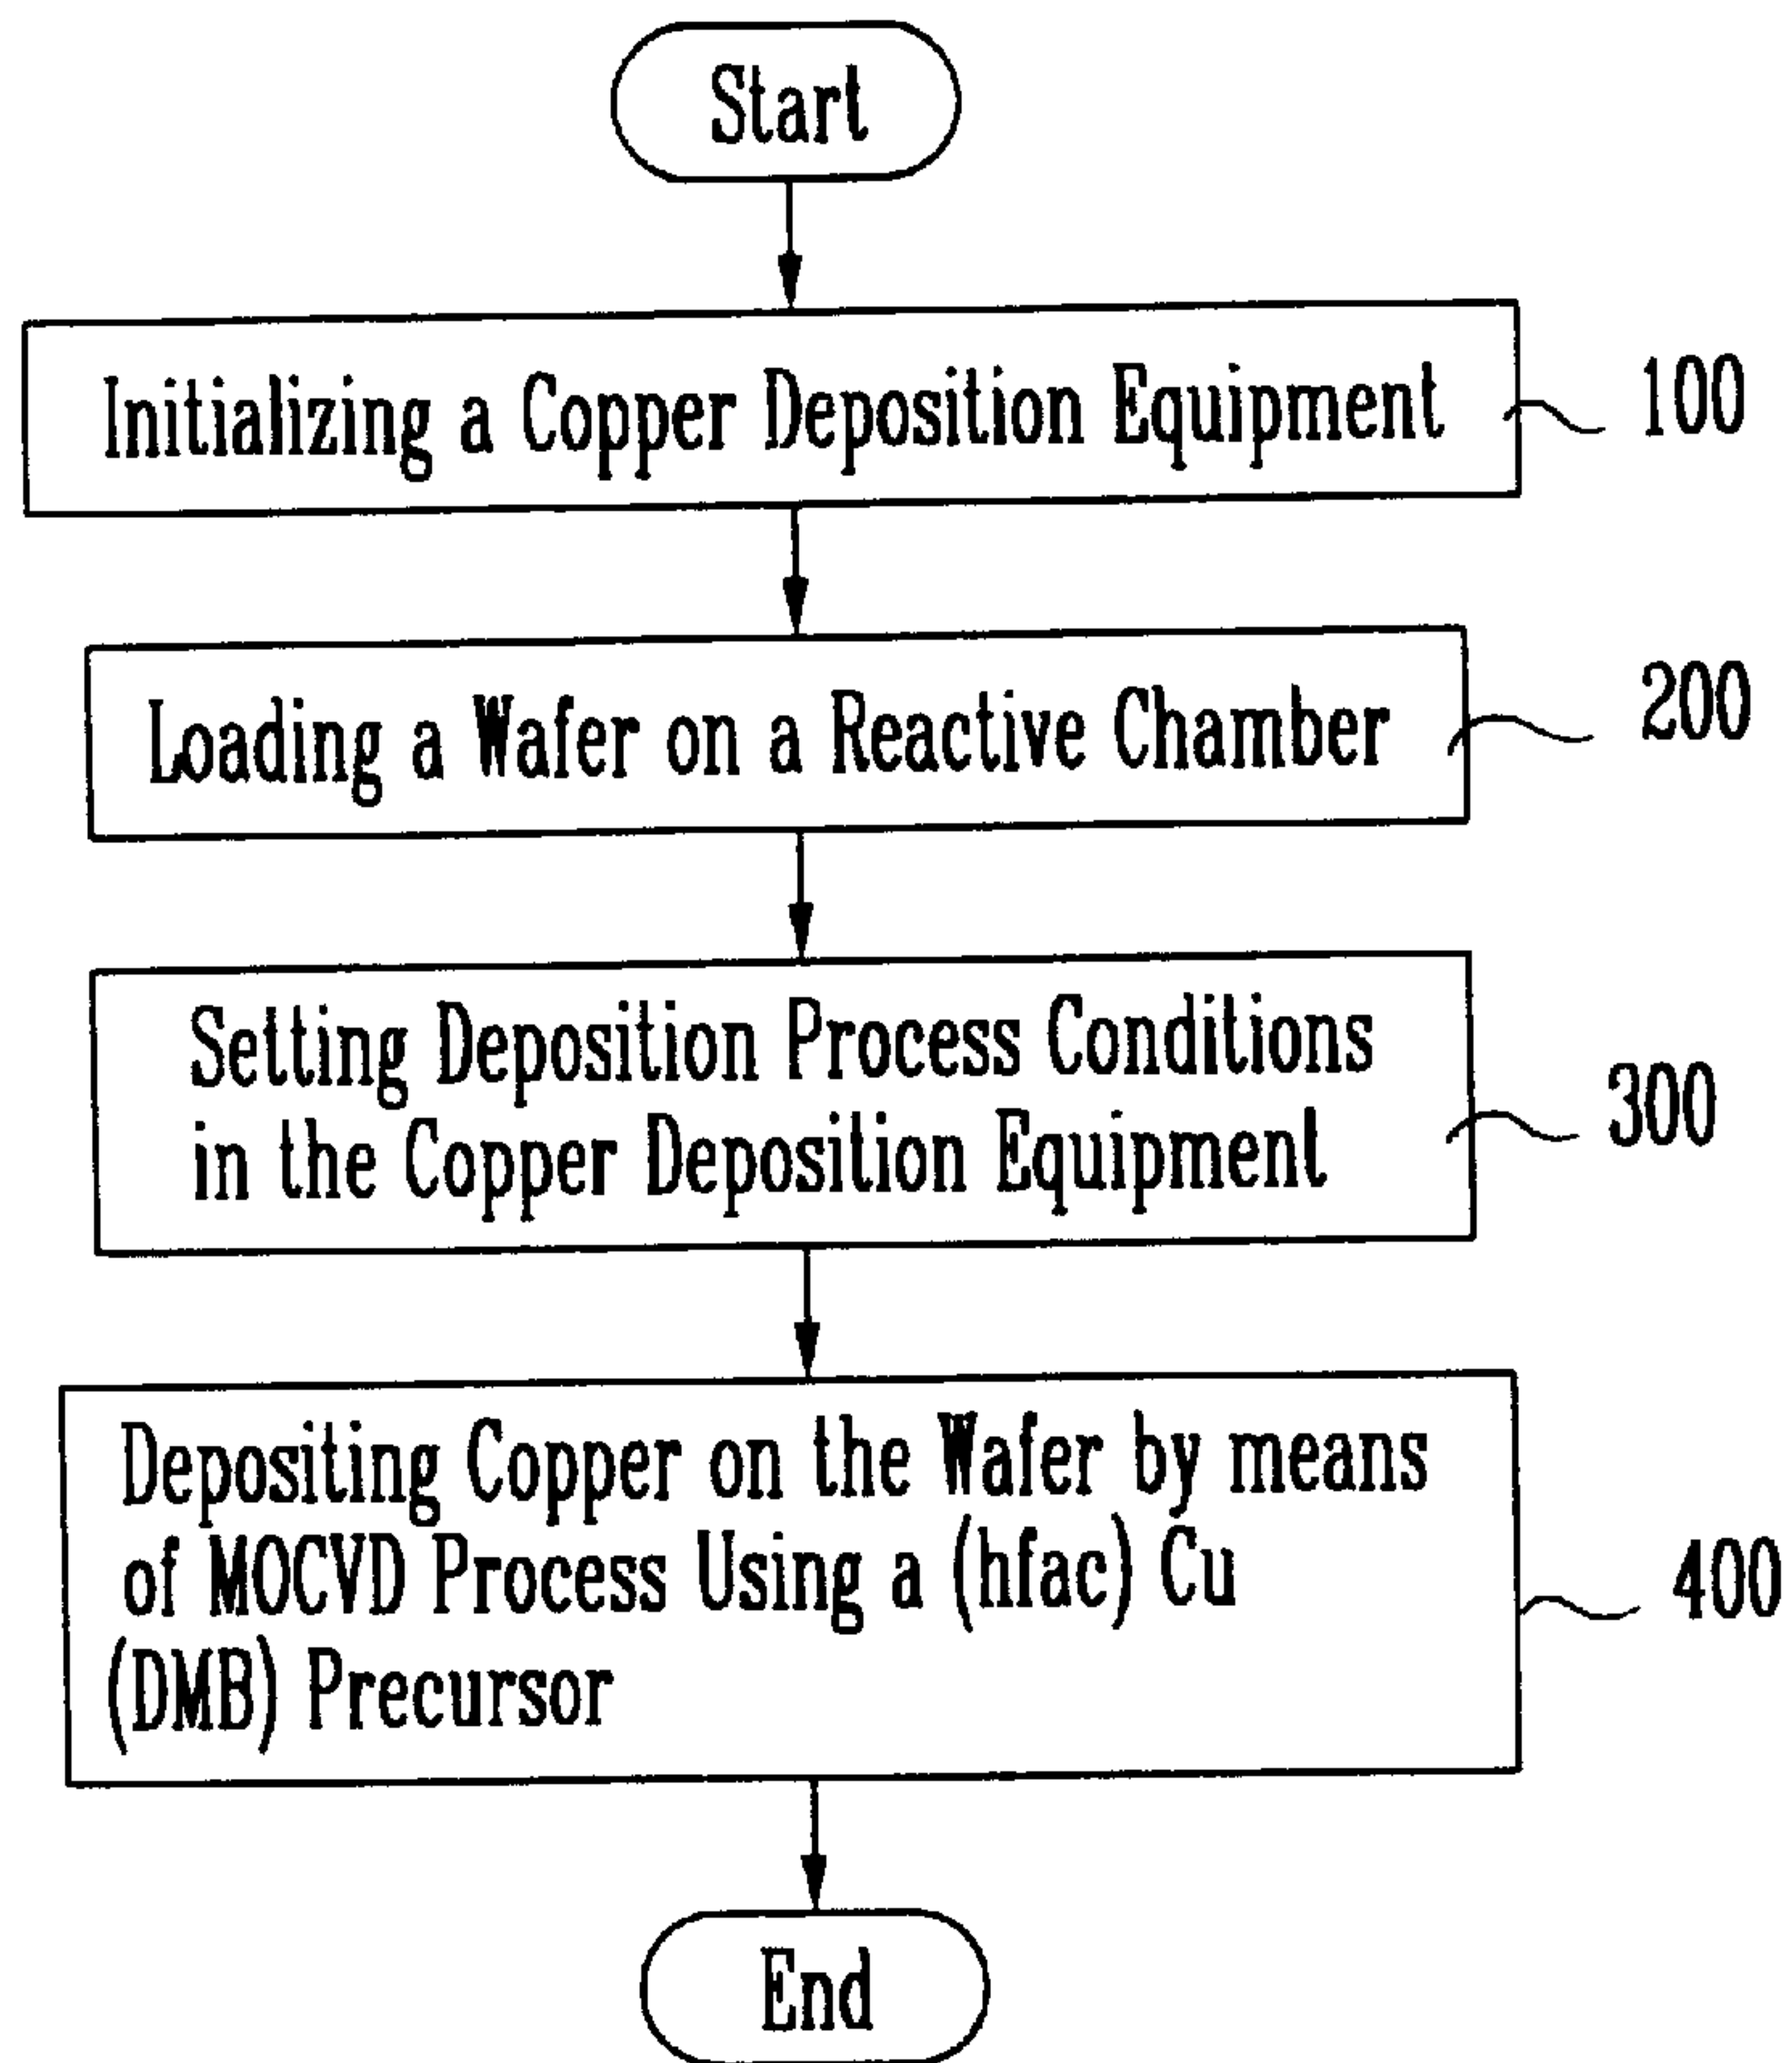 Start
Initializing a Copper Deposition Equipment
100
Loading a Wafer on a Reactive Chamber
200
Setting Deposition Process Conditions
in the Copper Deposition Equipment
300
Depositing Copper on the Wafer by means
of MOCVD Process Using a (hfac) Cu
(DMB) Precursor
400
End